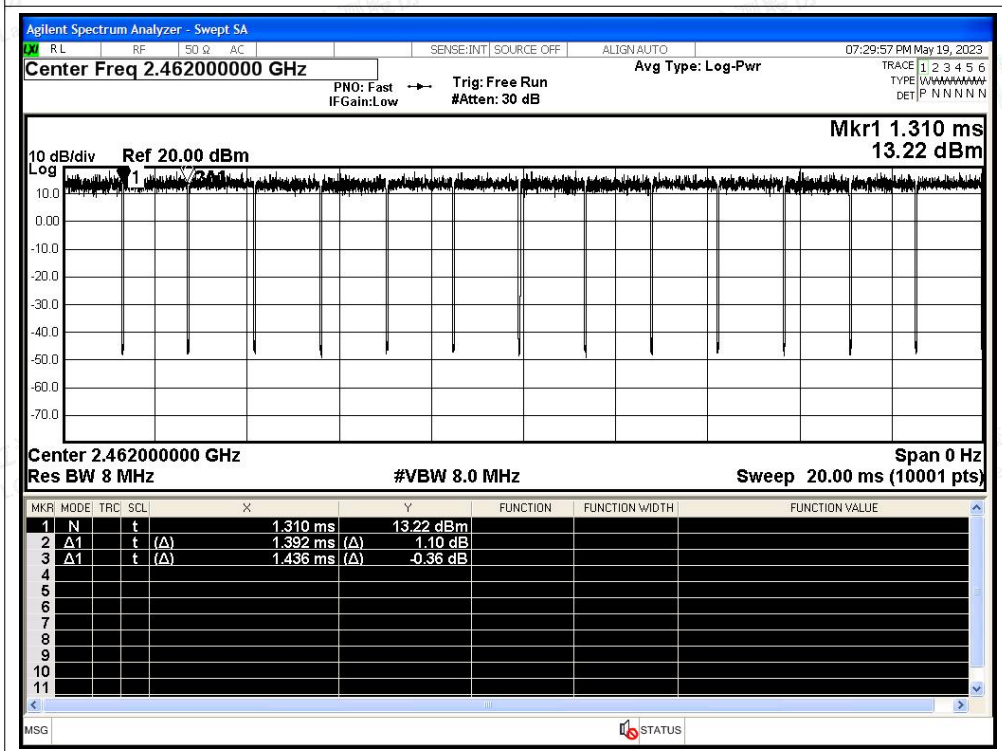 Agilent Spectrum Analyzer - Swept SA
LXI RL RF 50 Ω AC SENSE:INT SOURCE OFF ALIGN AUTO 07:29:57 PM May 19, 2023
Center Freq 2.462000000 GHz
PNO: Fast
IFGain:Low
Trig: Free Run
#Atten: 30 dB
Avg Type: Log-Pwr
TRACE 1 2 3 4 5 6
TYPE
DET P N N N N N
Mkr1 1.310 ms
13.22 dBm
10 dB/div Ref 20.00 dBm
Log
1
10.0
0.00
-10.0
-20.0
-30.0
-40.0
-50.0
-60.0
-70.0
Center 2.462000000 GHz Span 0 Hz
Res BW 8 MHz #VBW 8.0 MHz Sweep 20.00 ms (10001 pts)
MKR MODE TRC SCL X Y FUNCTION FUNCTION WIDTH FUNCTION VALUE
1 N t 1.310 ms 13.22 dBm
2 Δ1 t (Δ) 1.392 ms (Δ) 1.10 dB
3 Δ1 t (Δ) 1.436 ms (Δ) -0.36 dB
4
5
6
7
8
9
10
11
MSG STATUS